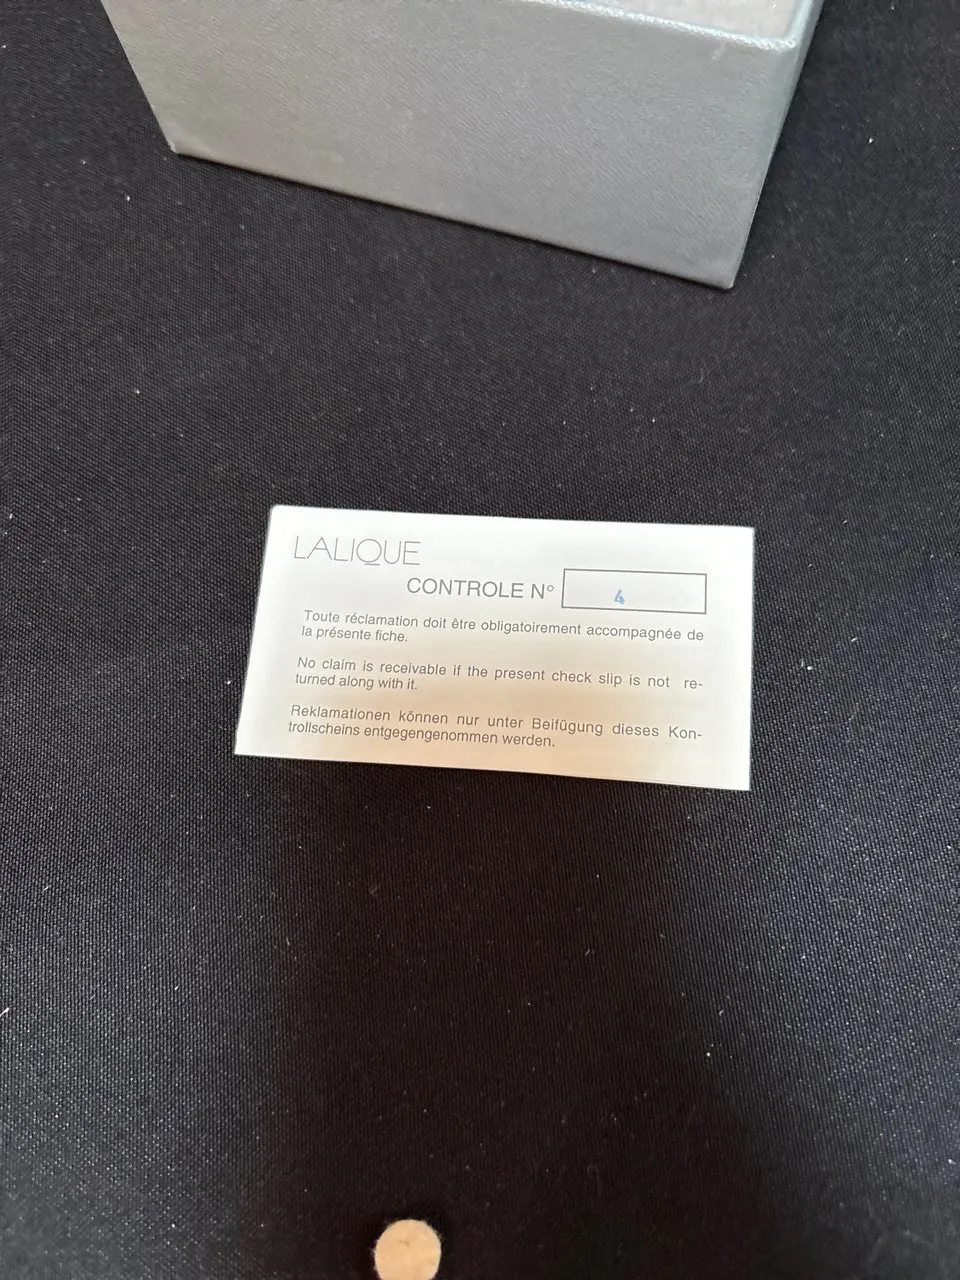 LALIQUE
CONTROLE N° 4
Toute réclamation doit être obligatoirement accompagnée de
la présente fiche.
No claim is receivable if the present check slip is not re-
turned along with it.
Reklamationen können nur unter Beifügung dieses Kon-
trollscheins entgegengenommen werden.